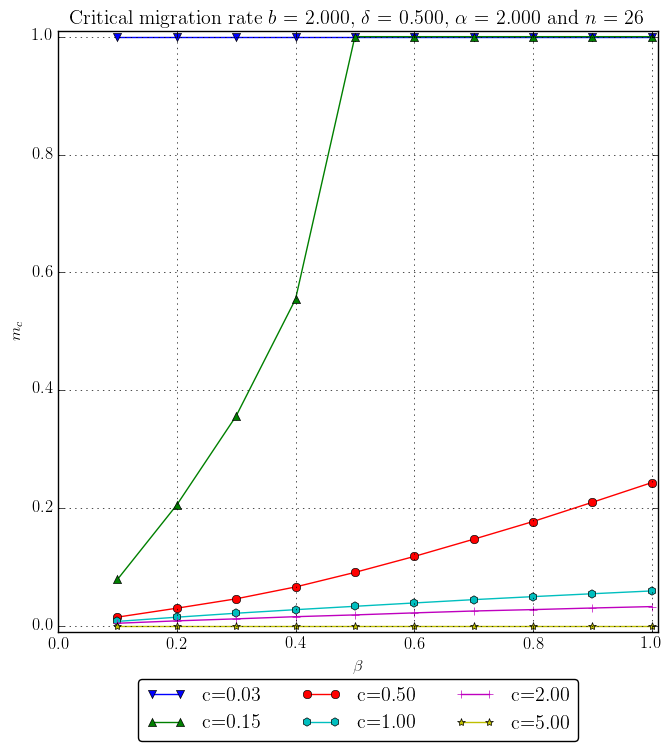 Critical migration rate b = 2.000, δ = 0.500, α = 2.000 and n = 26
1.0
0.8
0.6
0.4
0.2
0.0
m_c
0.0 0.2 0.4 0.6 0.8 1.0
β
c=0.03 c=0.50 c=2.00
c=0.15 c=1.00 c=5.00